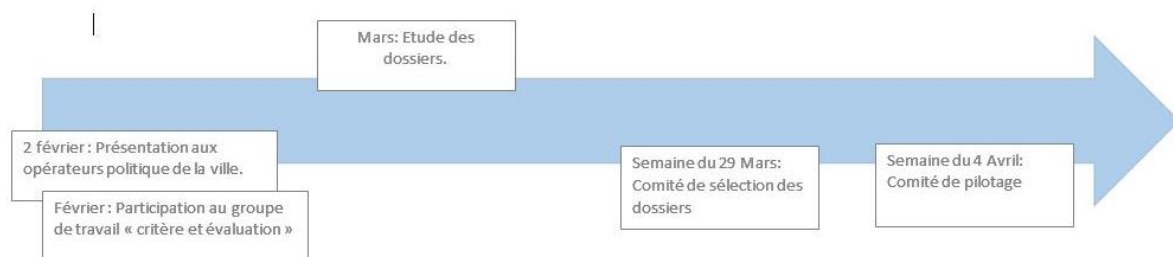 Mars: Etude des
dossiers.
2 février : Présentation aux
opérateurs politique de la ville.
Février : Participation au groupe
de travail « critère et évaluation »
Semaine du 29 Mars:
Comité de sélection des
dossiers
Semaine du 4 Avril:
Comité de pilotage